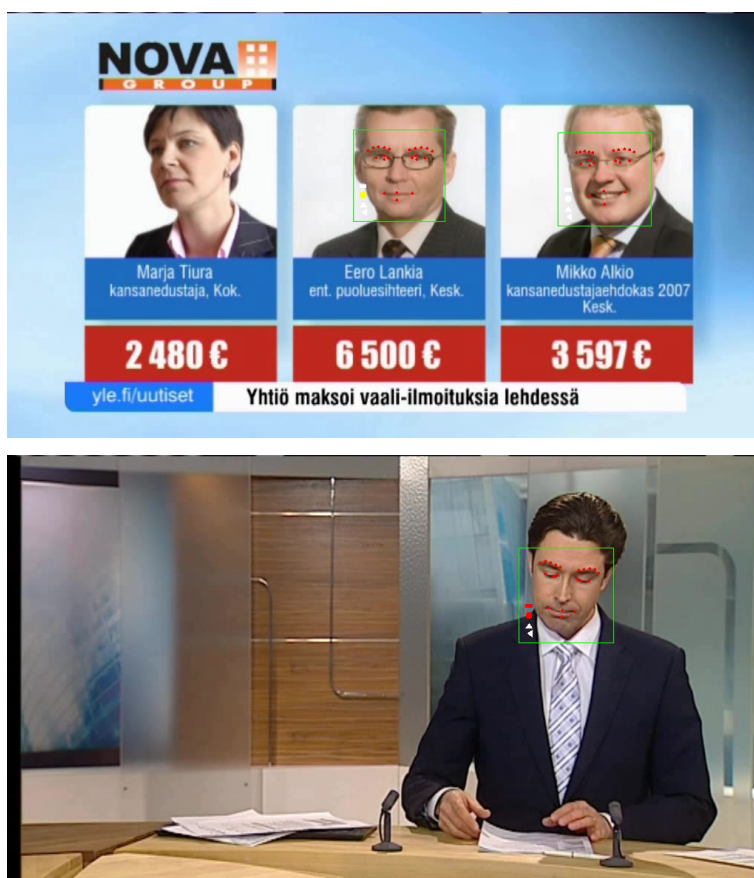 NOVA
GROUP
Marja Tiura
kansanedustaja, Kok.
2 480 €
Eero Lankia
ent. puoluesihteeri, Kesk.
6 500 €
Mikko Alkio
kansanedustajaehdokas 2007
Kesk.
3 597 €
yle.fi/uutiset
Yhtiö maksoi vaali-ilmoituksia lehdessä